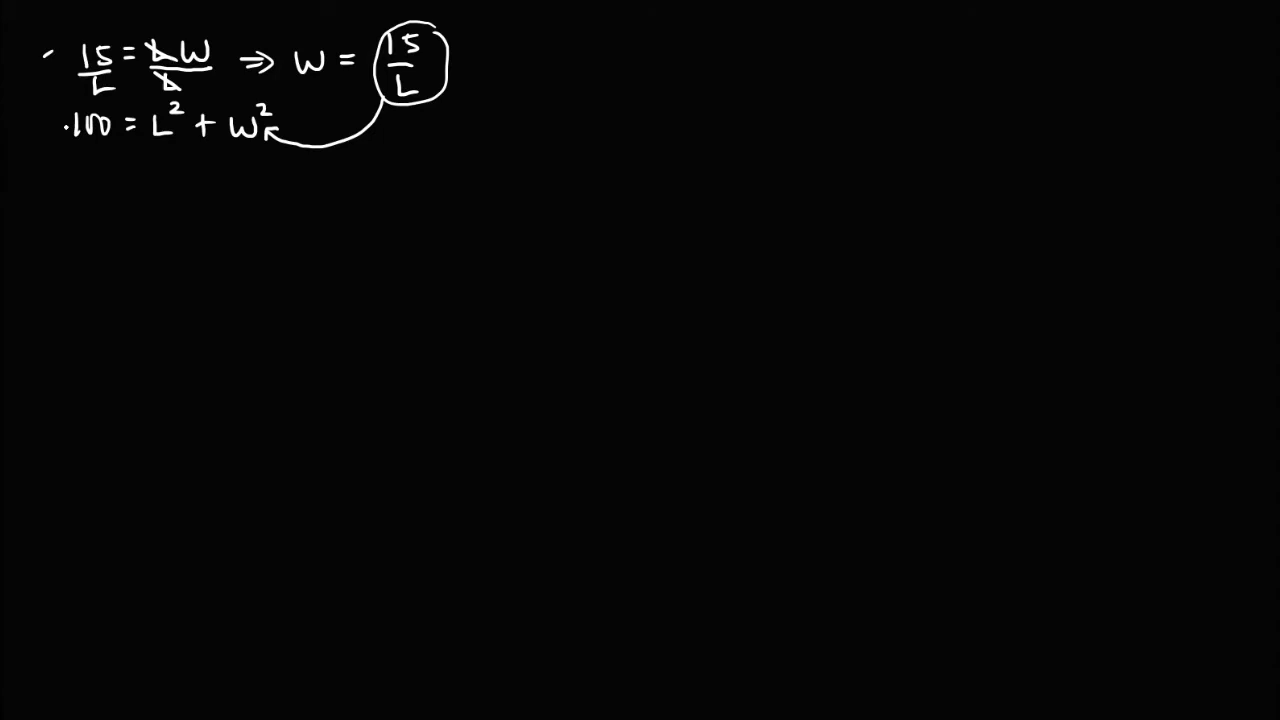 15/L = LW/L ⇒ W = 15/L
·100 = L² + W²